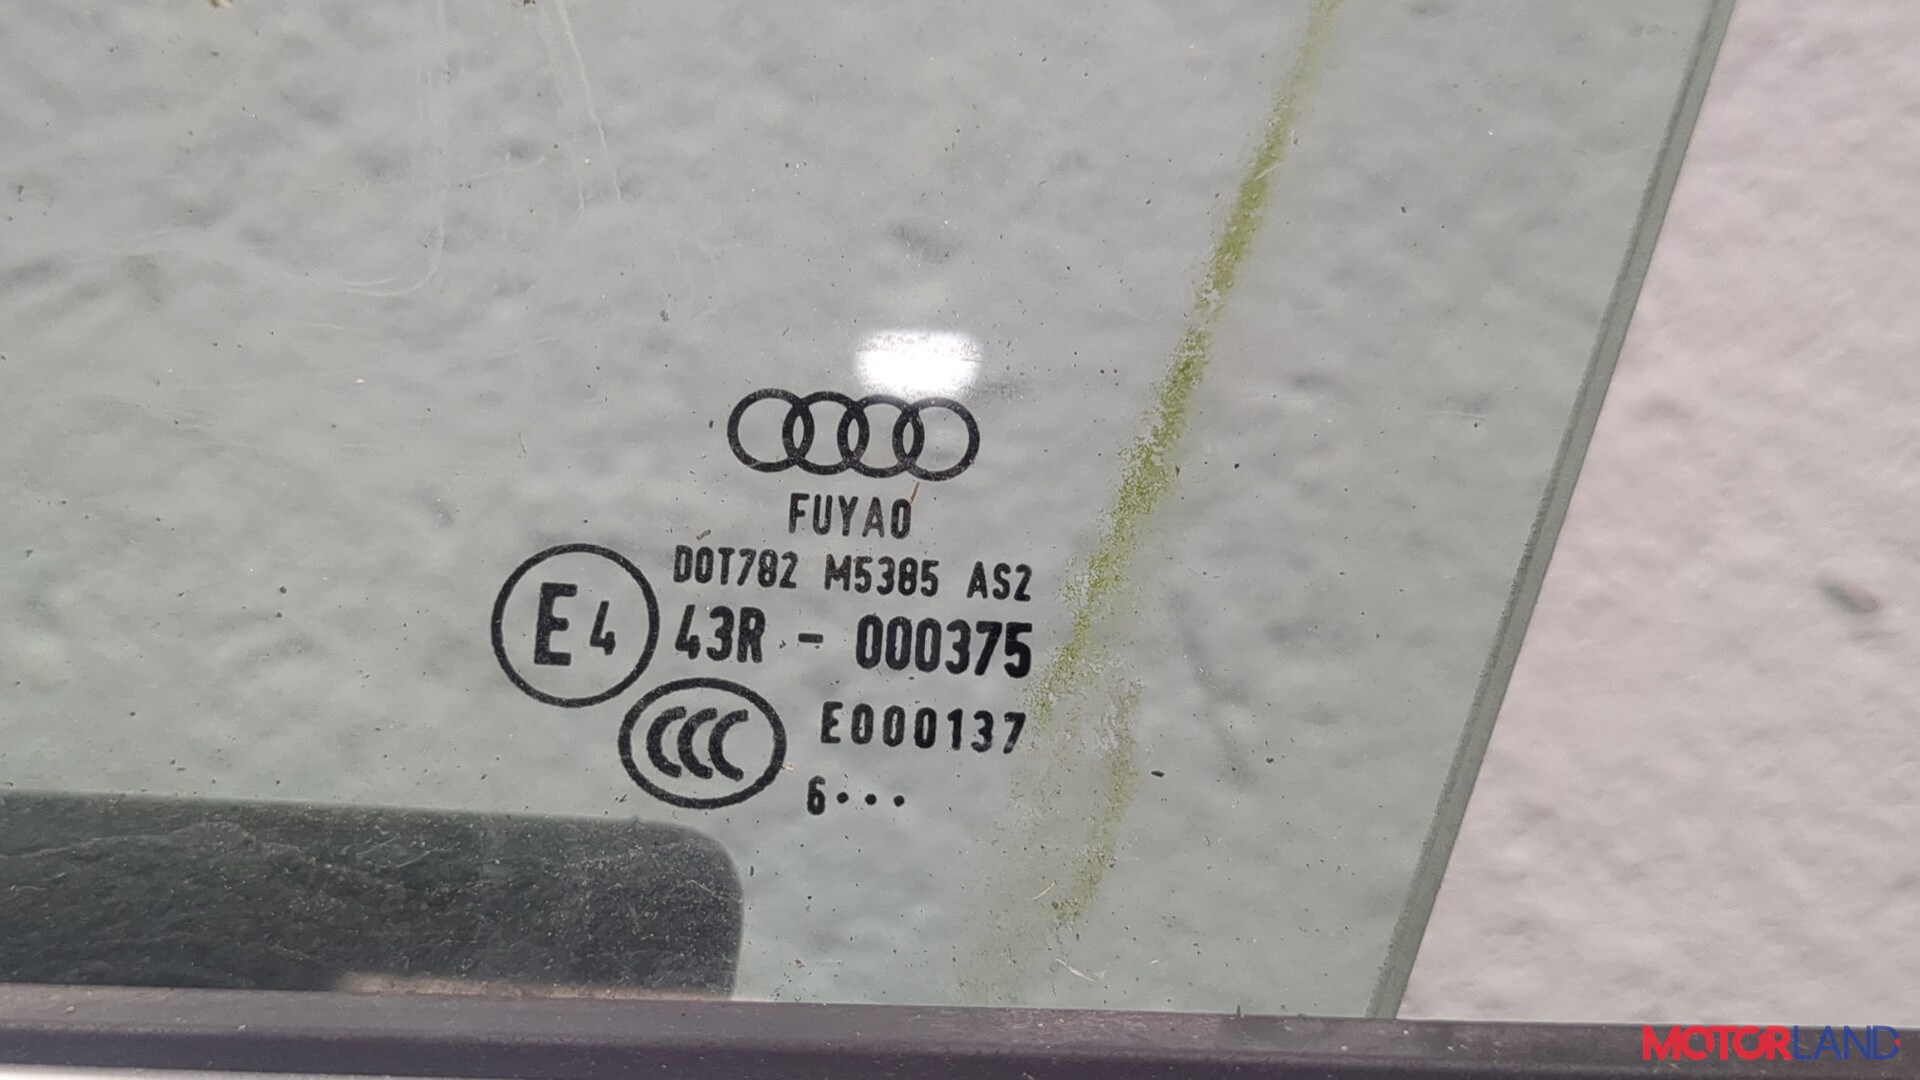 FUYAO
DOT782 M5385 AS2
E4 43R - 000375
CCC E000137
6•••
MOTORLAND